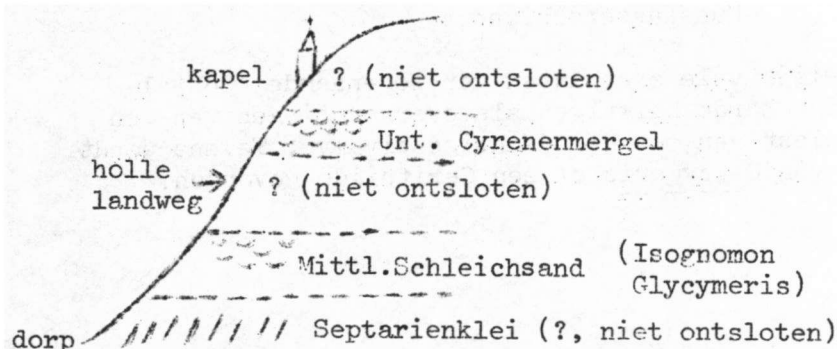 kapel
? (niet ontsloten)
Unt. Cyrenenmergel
holle
landweg
? (niet ontsloten)
Mittl.Schleichsand
(Isognomon
Glycymeris)
dorp
Septarienklei (?, niet ontsloten)